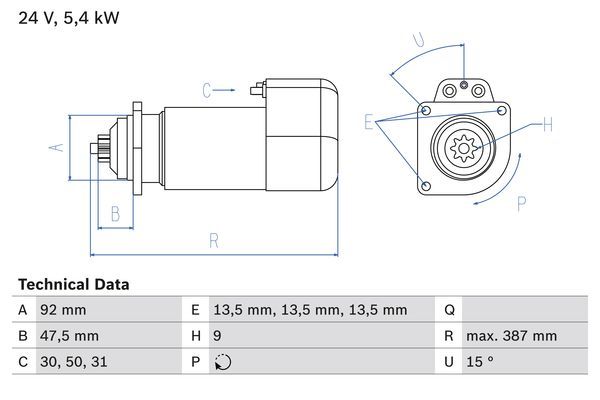 24 V, 5,4 kW
U
C
E
H
A
B
P
R
Technical Data
A 92 mm E 13,5 mm, 13,5 mm, 13,5 mm Q
B 47,5 mm H 9 R max. 387 mm
C 30, 50, 31 P U 15 °